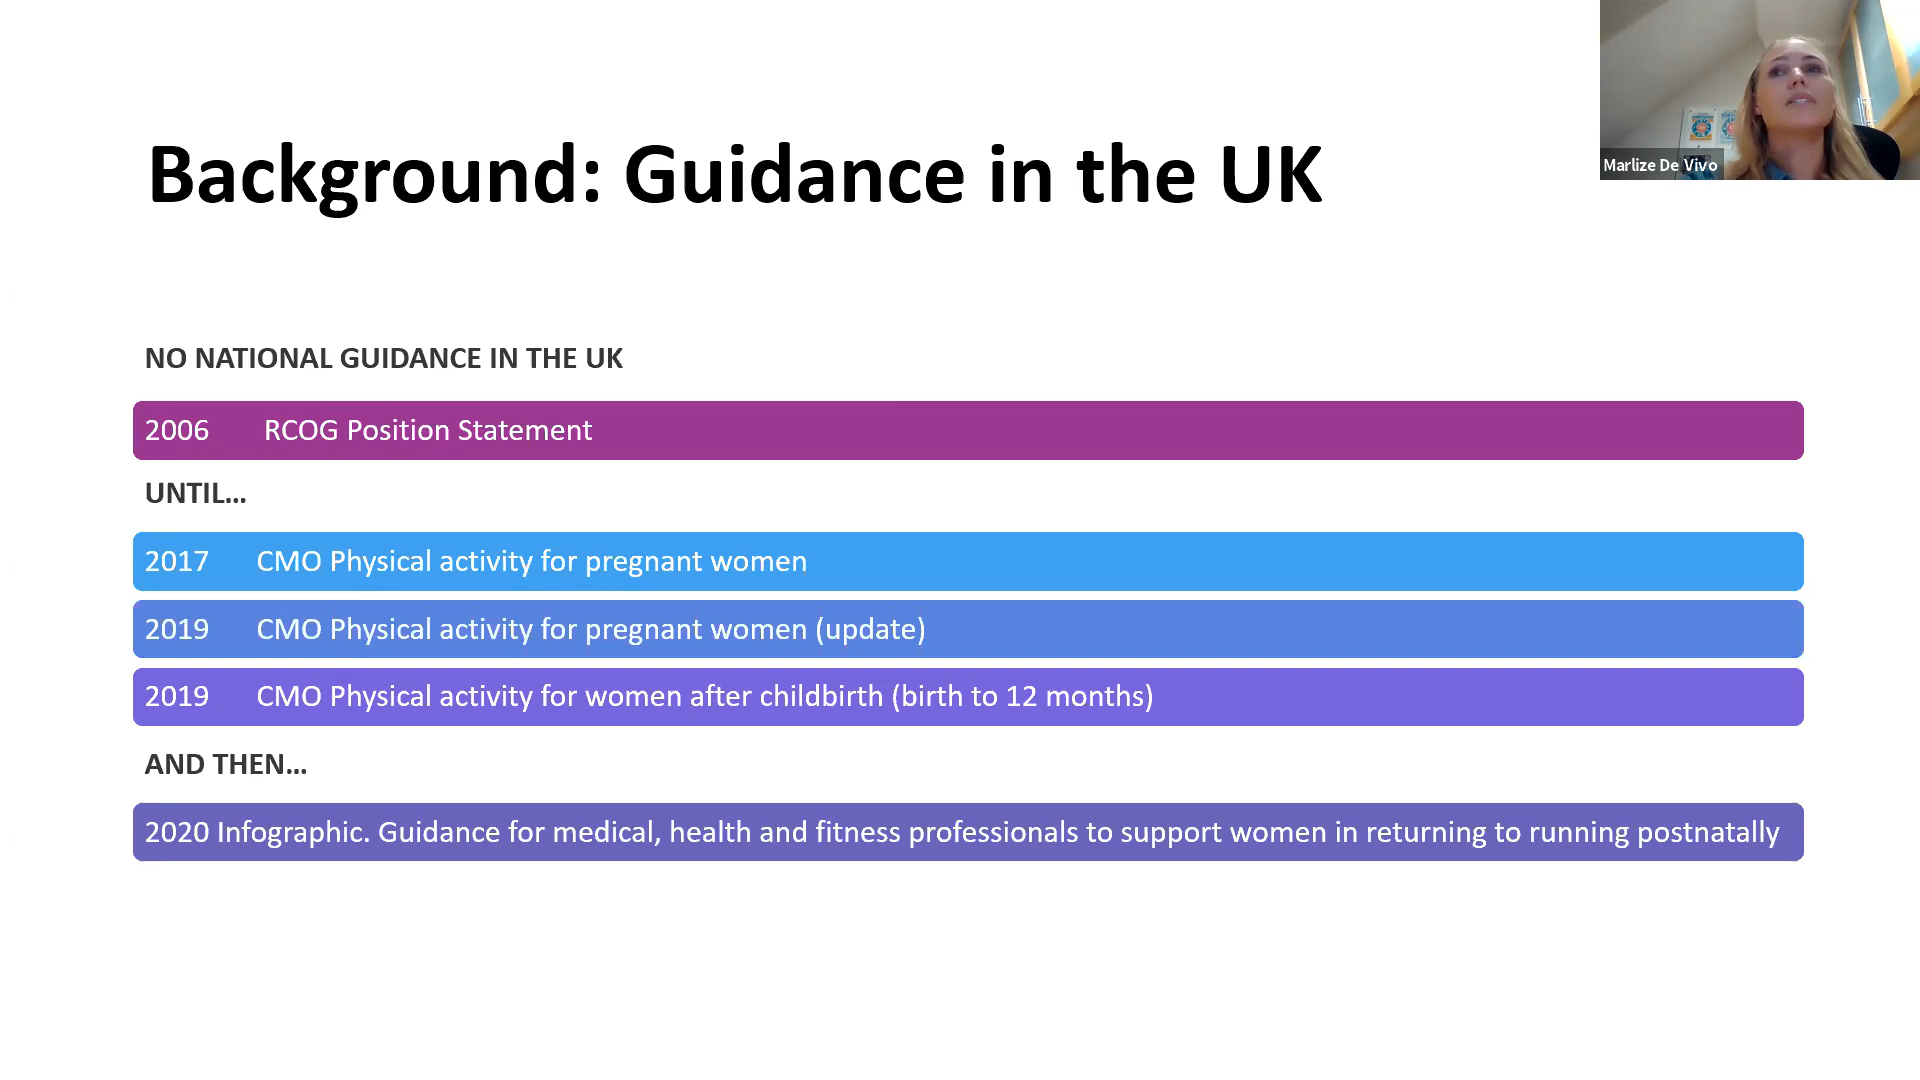 Background: Guidance in the UK
Marlize De Vivo
NO NATIONAL GUIDANCE IN THE UK
2006 RCOG Position Statement
UNTIL...
2017 CMO Physical activity for pregnant women
2019 CMO Physical activity for pregnant women (update)
2019 CMO Physical activity for women after childbirth (birth to 12 months)
AND THEN...
2020 Infographic. Guidance for medical, health and fitness professionals to support women in returning to running postnatally